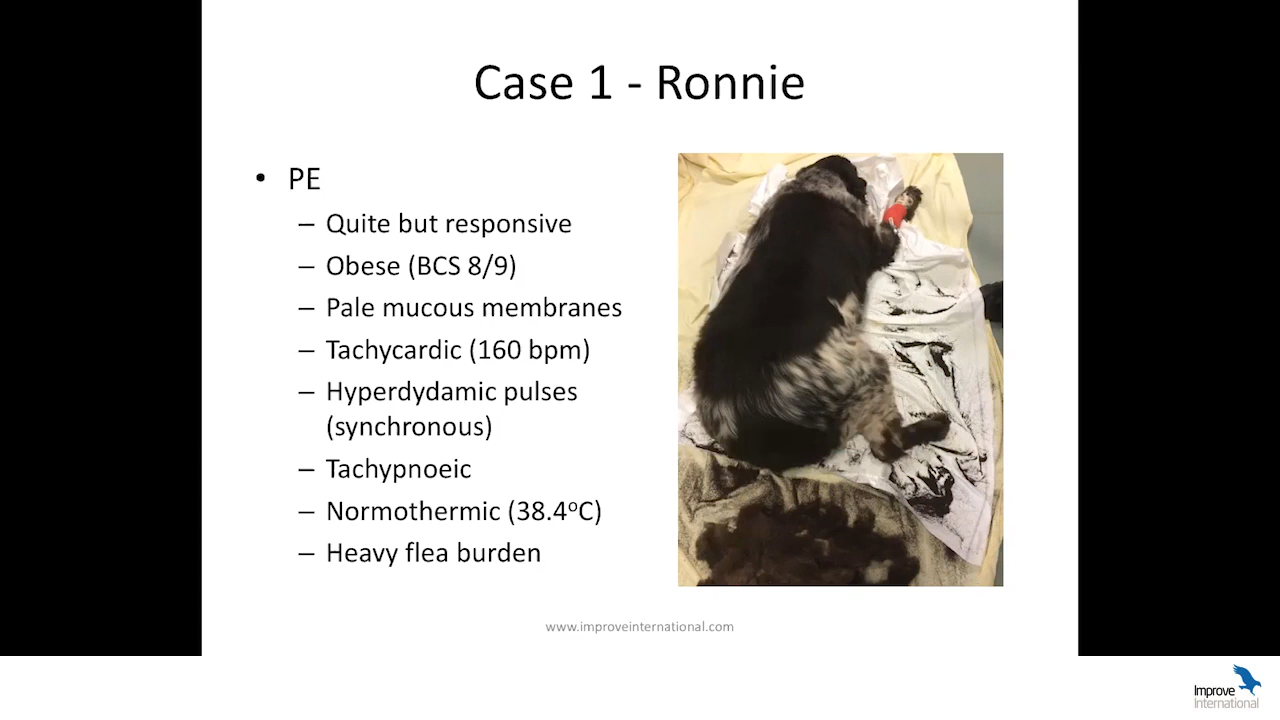 Case 1 - Ronnie
• PE
– Quite but responsive
– Obese (BCS 8/9)
– Pale mucous membranes
– Tachycardic (160 bpm)
– Hyperdydamic pulses
(synchronous)
– Tachypnoeic
– Normothermic (38.4ºC)
– Heavy flea burden
www.improveinternational.com
Improve
International